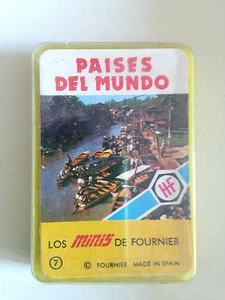 PAISES
DEL MUNDO
HF
LOS MINIS DE FOURNIER
7 © FOURNIER MADE IN SPAIN